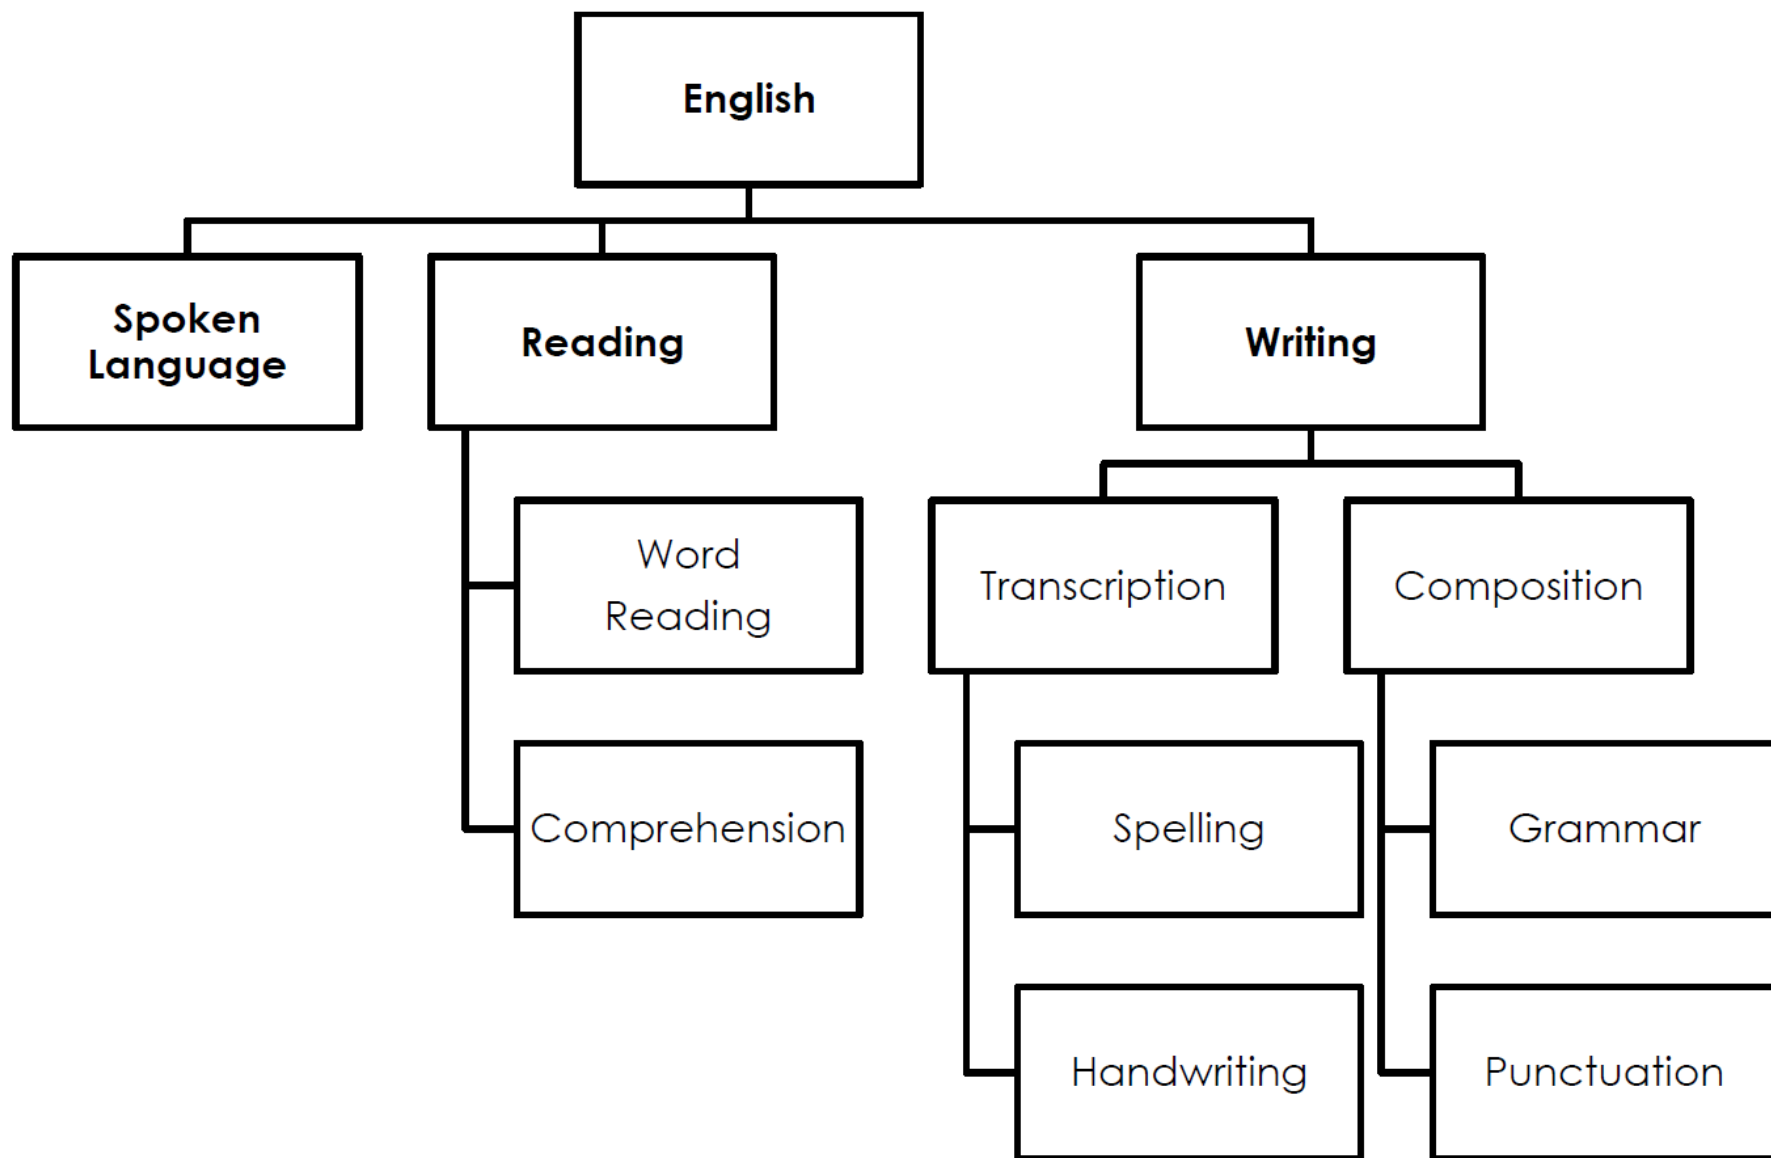 English
Spoken
Language
Reading
Writing
Word
Reading
Transcription
Composition
Comprehension
Spelling
Grammar
Handwriting
Punctuation